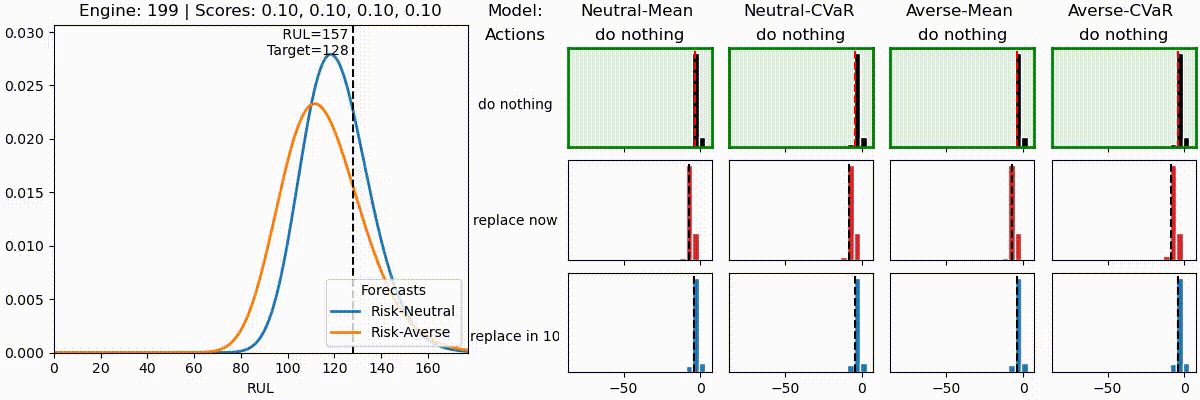 Engine: 199 | Scores: 0.10, 0.10, 0.10, 0.10
RUL=157
Target=128
0.030
0.025
0.020
0.015
0.010
0.005
0.000
0 20 40 60 80 100 120 140 160
RUL
Forecasts
Risk-Neutral
Risk-Averse
Model: Neutral-Mean Neutral-CVaR Averse-Mean Averse-CVaR
Actions do nothing do nothing do nothing do nothing
do nothing
replace now
replace in 10
−50 0 −50 0 −50 0 −50 0